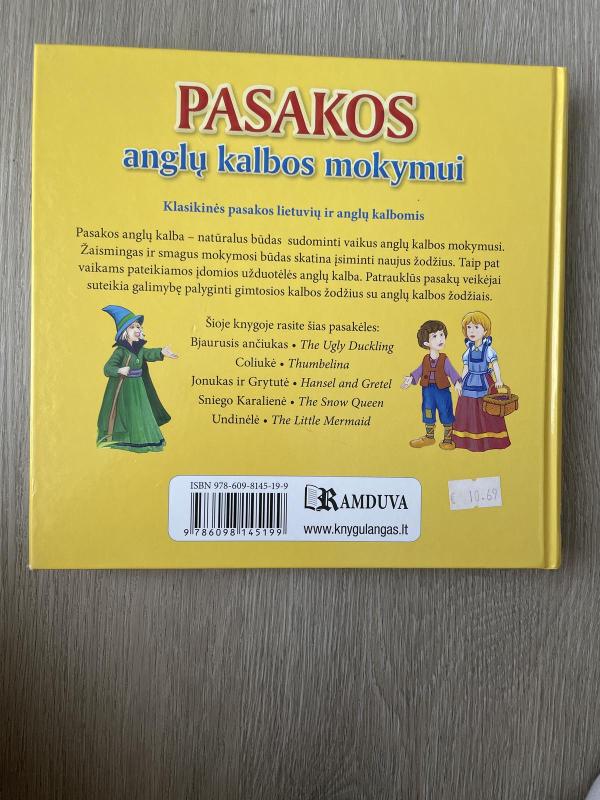 PASAKOS
anglų kalbos mokymui
Klasikinės pasakos lietuvių ir anglų kalbomis
Pasakos anglų kalba – natūralus būdas sudominti vaikus anglų kalbos mokymusi.
Žaismingas ir smagus mokymosi būdas skatina įsiminti naujus žodžius. Taip pat
vaikams pateikiamos įdomios užduotėlės anglų kalba. Patrauklūs pasakų veikėjai
suteikia galimybę palyginti gimtosios kalbos žodžius su anglų kalbos žodžiais.
Šioje knygoje rasite šias pasakėles:
Bjaurusis ančiukas • The Ugly Duckling
Coliukė • Thumbelina
Jonukas ir Grytutė • Hansel and Gretel
Sniego Karalienė • The Snow Queen
Undinėlė • The Little Mermaid
ISBN 978-609-8145-19-9
9 786098 145199
RAMDUVA
www.knygulangas.lt
€ 10.69